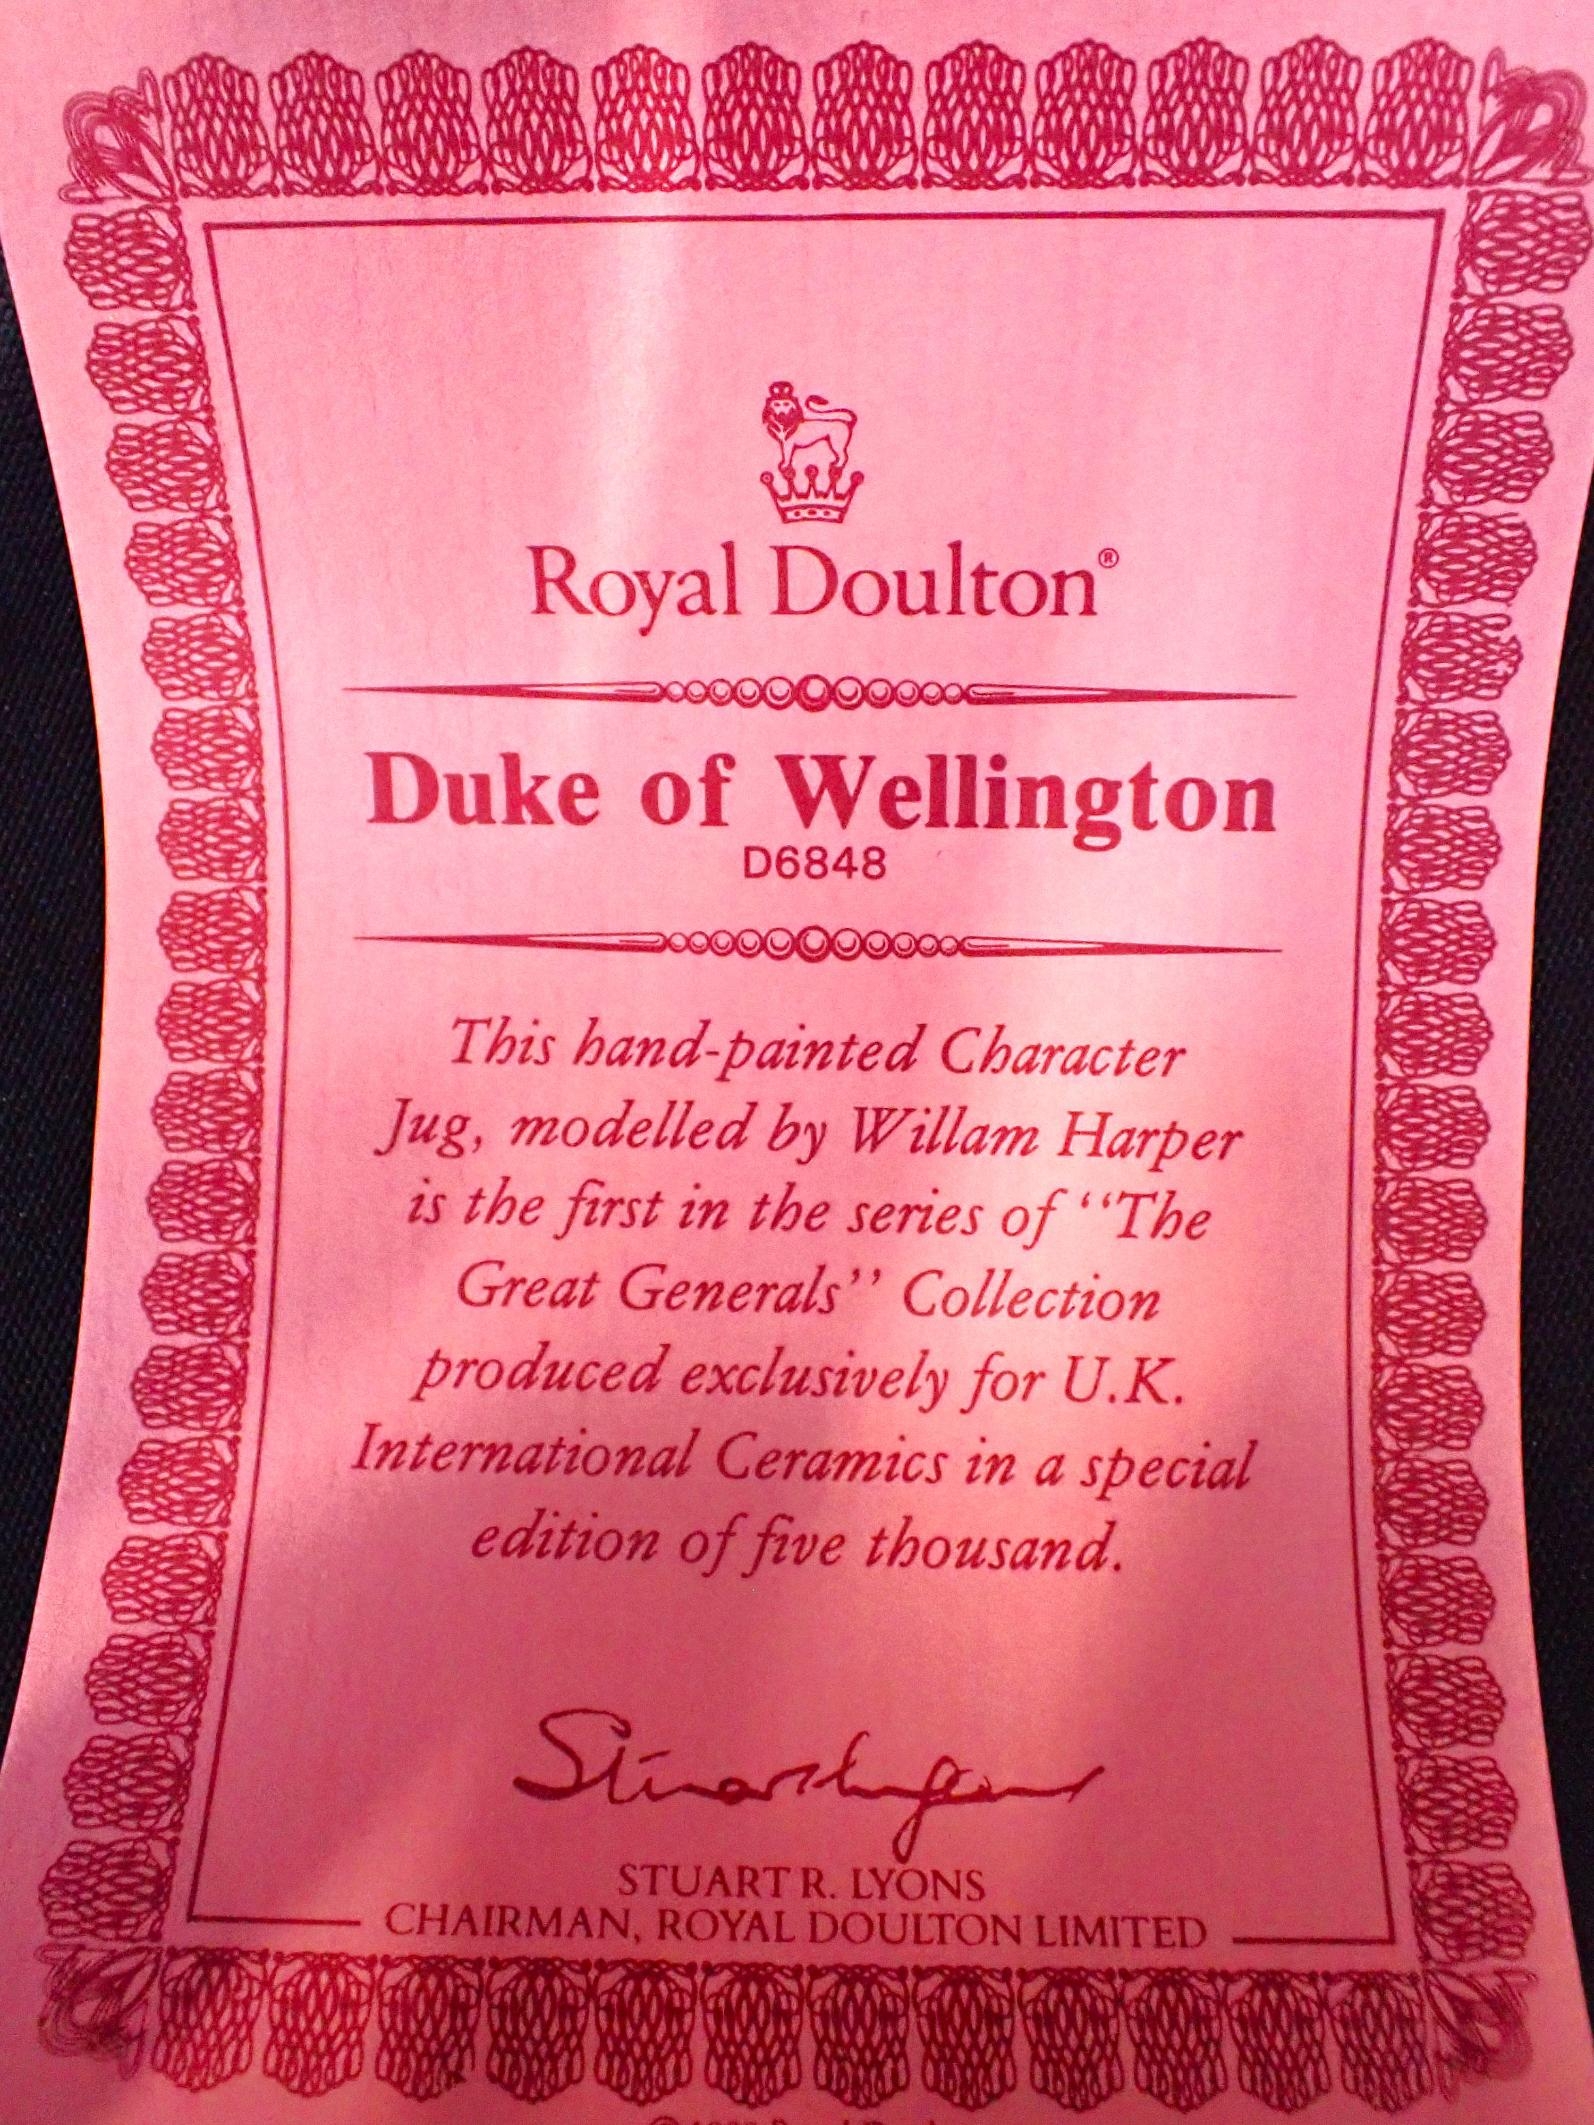 Royal Doulton®
Duke of Wellington
D6848
This hand-painted Character
Jug, modelled by Willam Harper
is the first in the series of ‘‘The
Great Generals’’ Collection
produced exclusively for U.K.
International Ceramics in a special
edition of five thousand.
STUART R. LYONS
CHAIRMAN, ROYAL DOULTON LIMITED